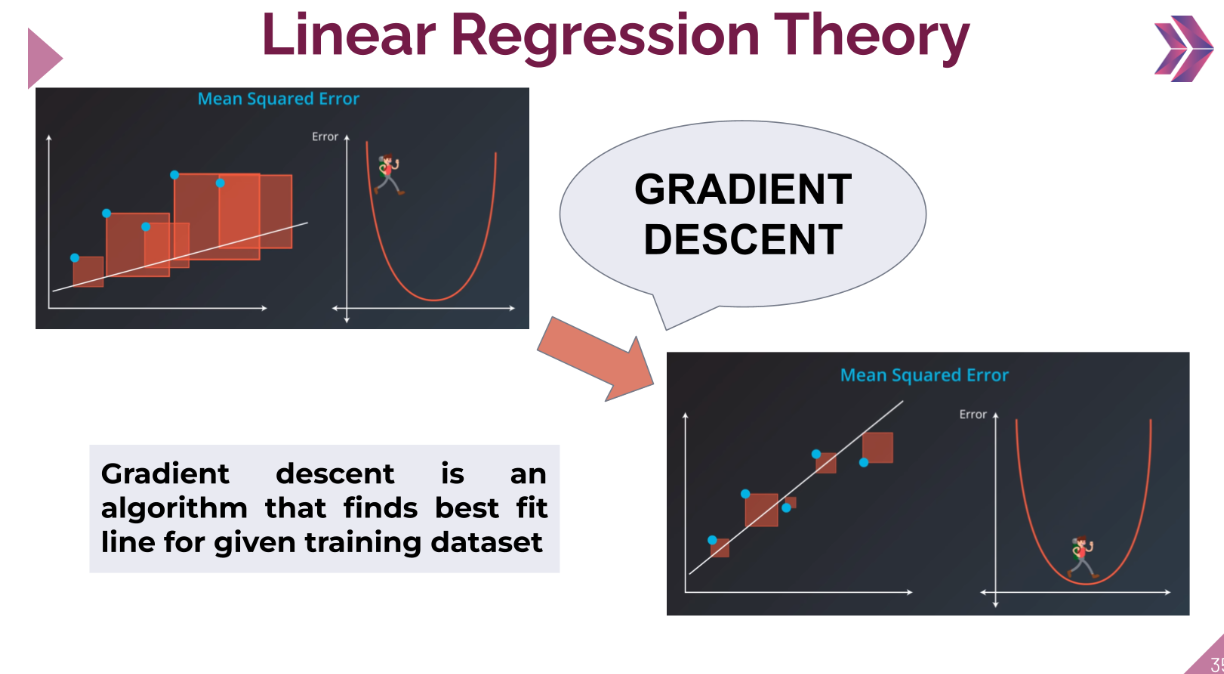 Linear Regression Theory
Mean Squared Error
Error
GRADIENT
DESCENT
Mean Squared Error
Error
Gradient descent is an
algorithm that finds best fit
line for given training dataset
35